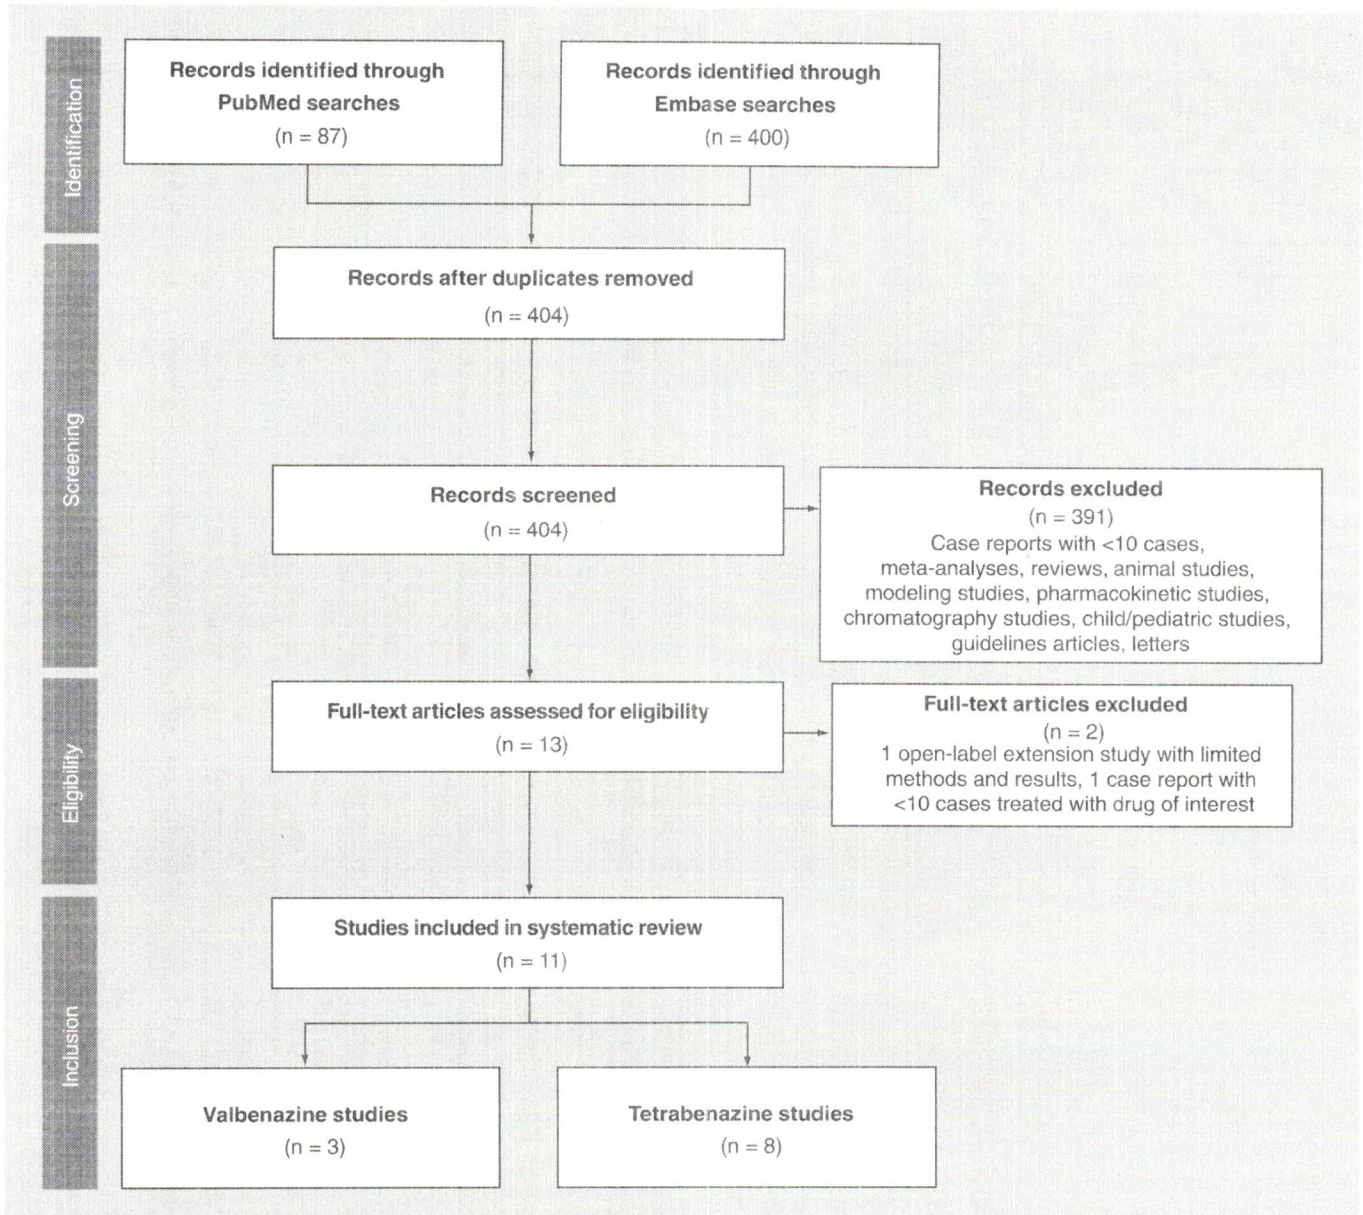 Identification
Records identified through
PubMed searches
(n = 87)
Records identified through
Embase searches
(n = 400)
Screening
Records after duplicates removed
(n = 404)
Records screened
(n = 404)
Records excluded
(n = 391)
Case reports with <10 cases,
meta-analyses, reviews, animal studies,
modeling studies, pharmacokinetic studies,
chromatography studies, child/pediatric studies,
guidelines articles, letters
Eligibility
Full-text articles assessed for eligibility
(n = 13)
Full-text articles excluded
(n = 2)
1 open-label extension study with limited
methods and results, 1 case report with
<10 cases treated with drug of interest
Inclusion
Studies included in systematic review
(n = 11)
Valbenazine studies
(n = 3)
Tetrabenazine studies
(n = 8)